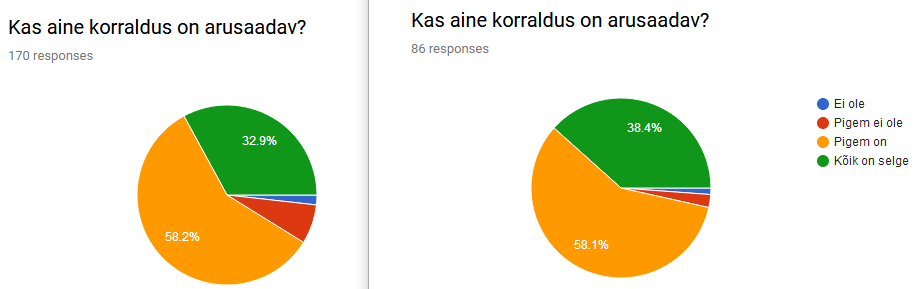 Kas aine korraldus on arusaadav?
170 responses
32.9%
58.2%
Kas aine korraldus on arusaadav?
86 responses
38.4%
58.1%
Ei ole
Pigem ei ole
Pigem on
Kõik on selge